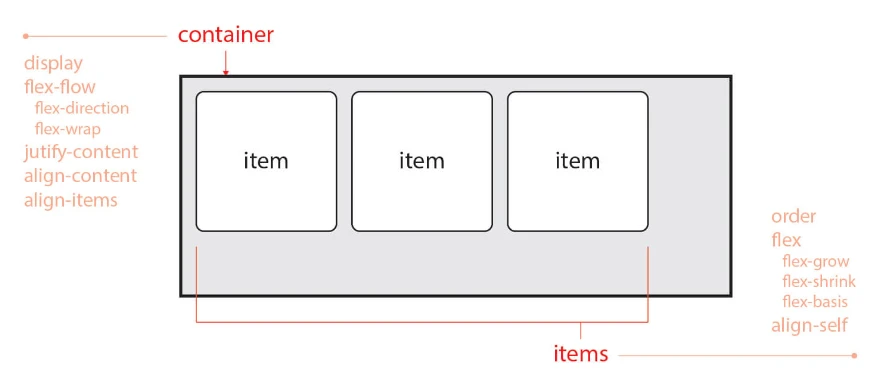 container
display
flex-flow
flex-direction
flex-wrap
jutify-content
align-content
align-items
item item item
order
flex
flex-grow
flex-shrink
flex-basis
align-self
items